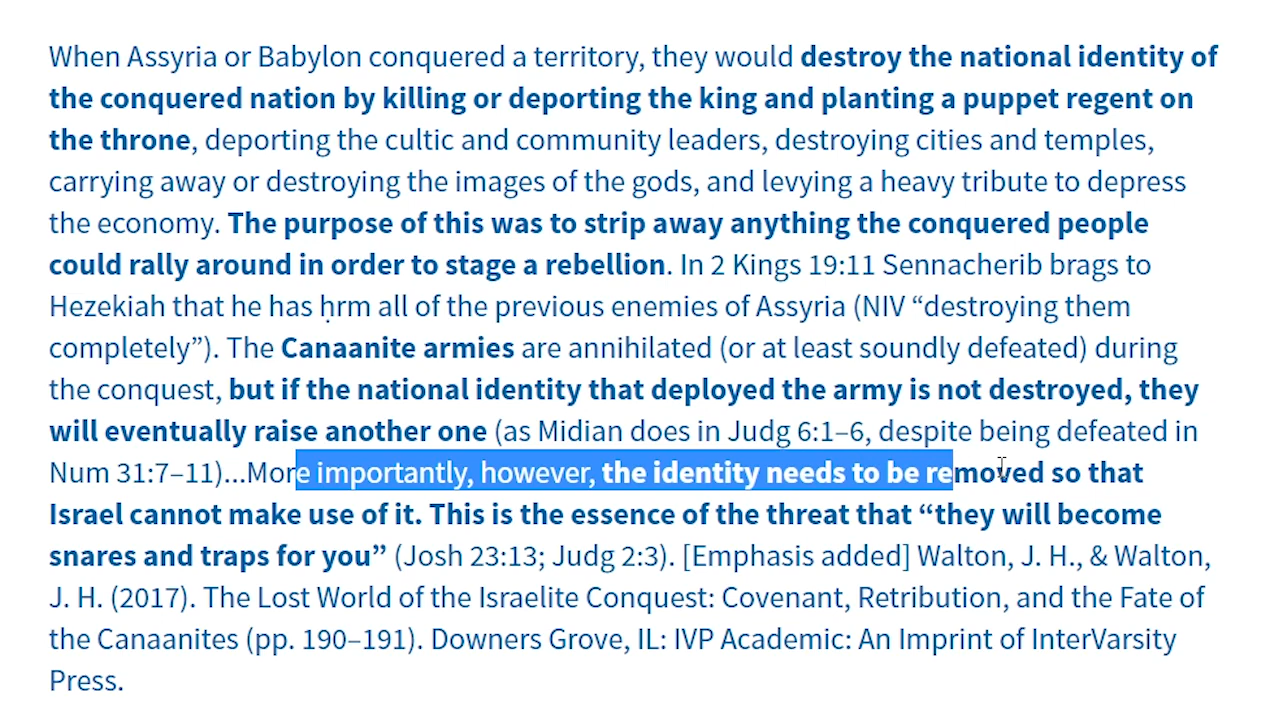 When Assyria or Babylon conquered a territory, they would destroy the national identity of
the conquered nation by killing or deporting the king and planting a puppet regent on
the throne, deporting the cultic and community leaders, destroying cities and temples,
carrying away or destroying the images of the gods, and levying a heavy tribute to depress
the economy. The purpose of this was to strip away anything the conquered people
could rally around in order to stage a rebellion. In 2 Kings 19:11 Sennacherib brags to
Hezekiah that he has ḥrm all of the previous enemies of Assyria (NIV “destroying them
completely”). The Canaanite armies are annihilated (or at least soundly defeated) during
the conquest, but if the national identity that deployed the army is not destroyed, they
will eventually raise another one (as Midian does in Judg 6:1–6, despite being defeated in
Num 31:7–11)...More importantly, however, the identity needs to be removed so that
Israel cannot make use of it. This is the essence of the threat that “they will become
snares and traps for you” (Josh 23:13; Judg 2:3). [Emphasis added] Walton, J. H., & Walton,
J. H. (2017). The Lost World of the Israelite Conquest: Covenant, Retribution, and the Fate of
the Canaanites (pp. 190–191). Downers Grove, IL: IVP Academic: An Imprint of InterVarsity
Press.